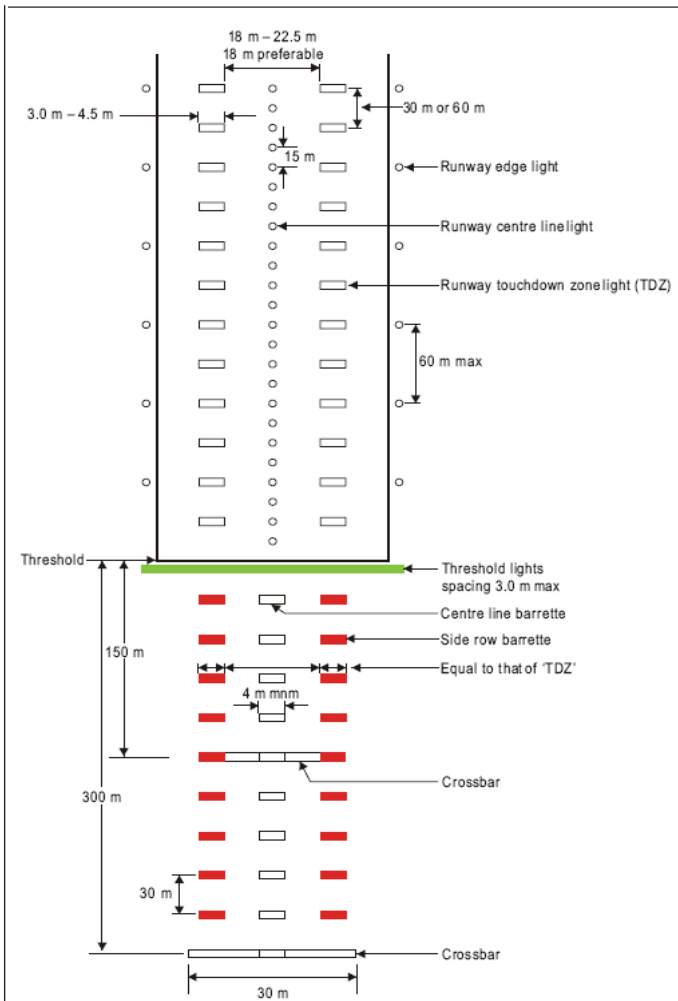 18 m – 22.5 m
18 m preferable
3.0 m – 4.5 m
30 m or 60 m
15 m
Runway edge light
Runway centre line light
Runway touchdown zone light (TDZ)
60 m max
Threshold
Threshold lights
spacing 3.0 m max
Centre line barrette
Side row barrette
150 m
Equal to that of 'TDZ'
4 m mnm
Crossbar
300 m
30 m
Crossbar
30 m